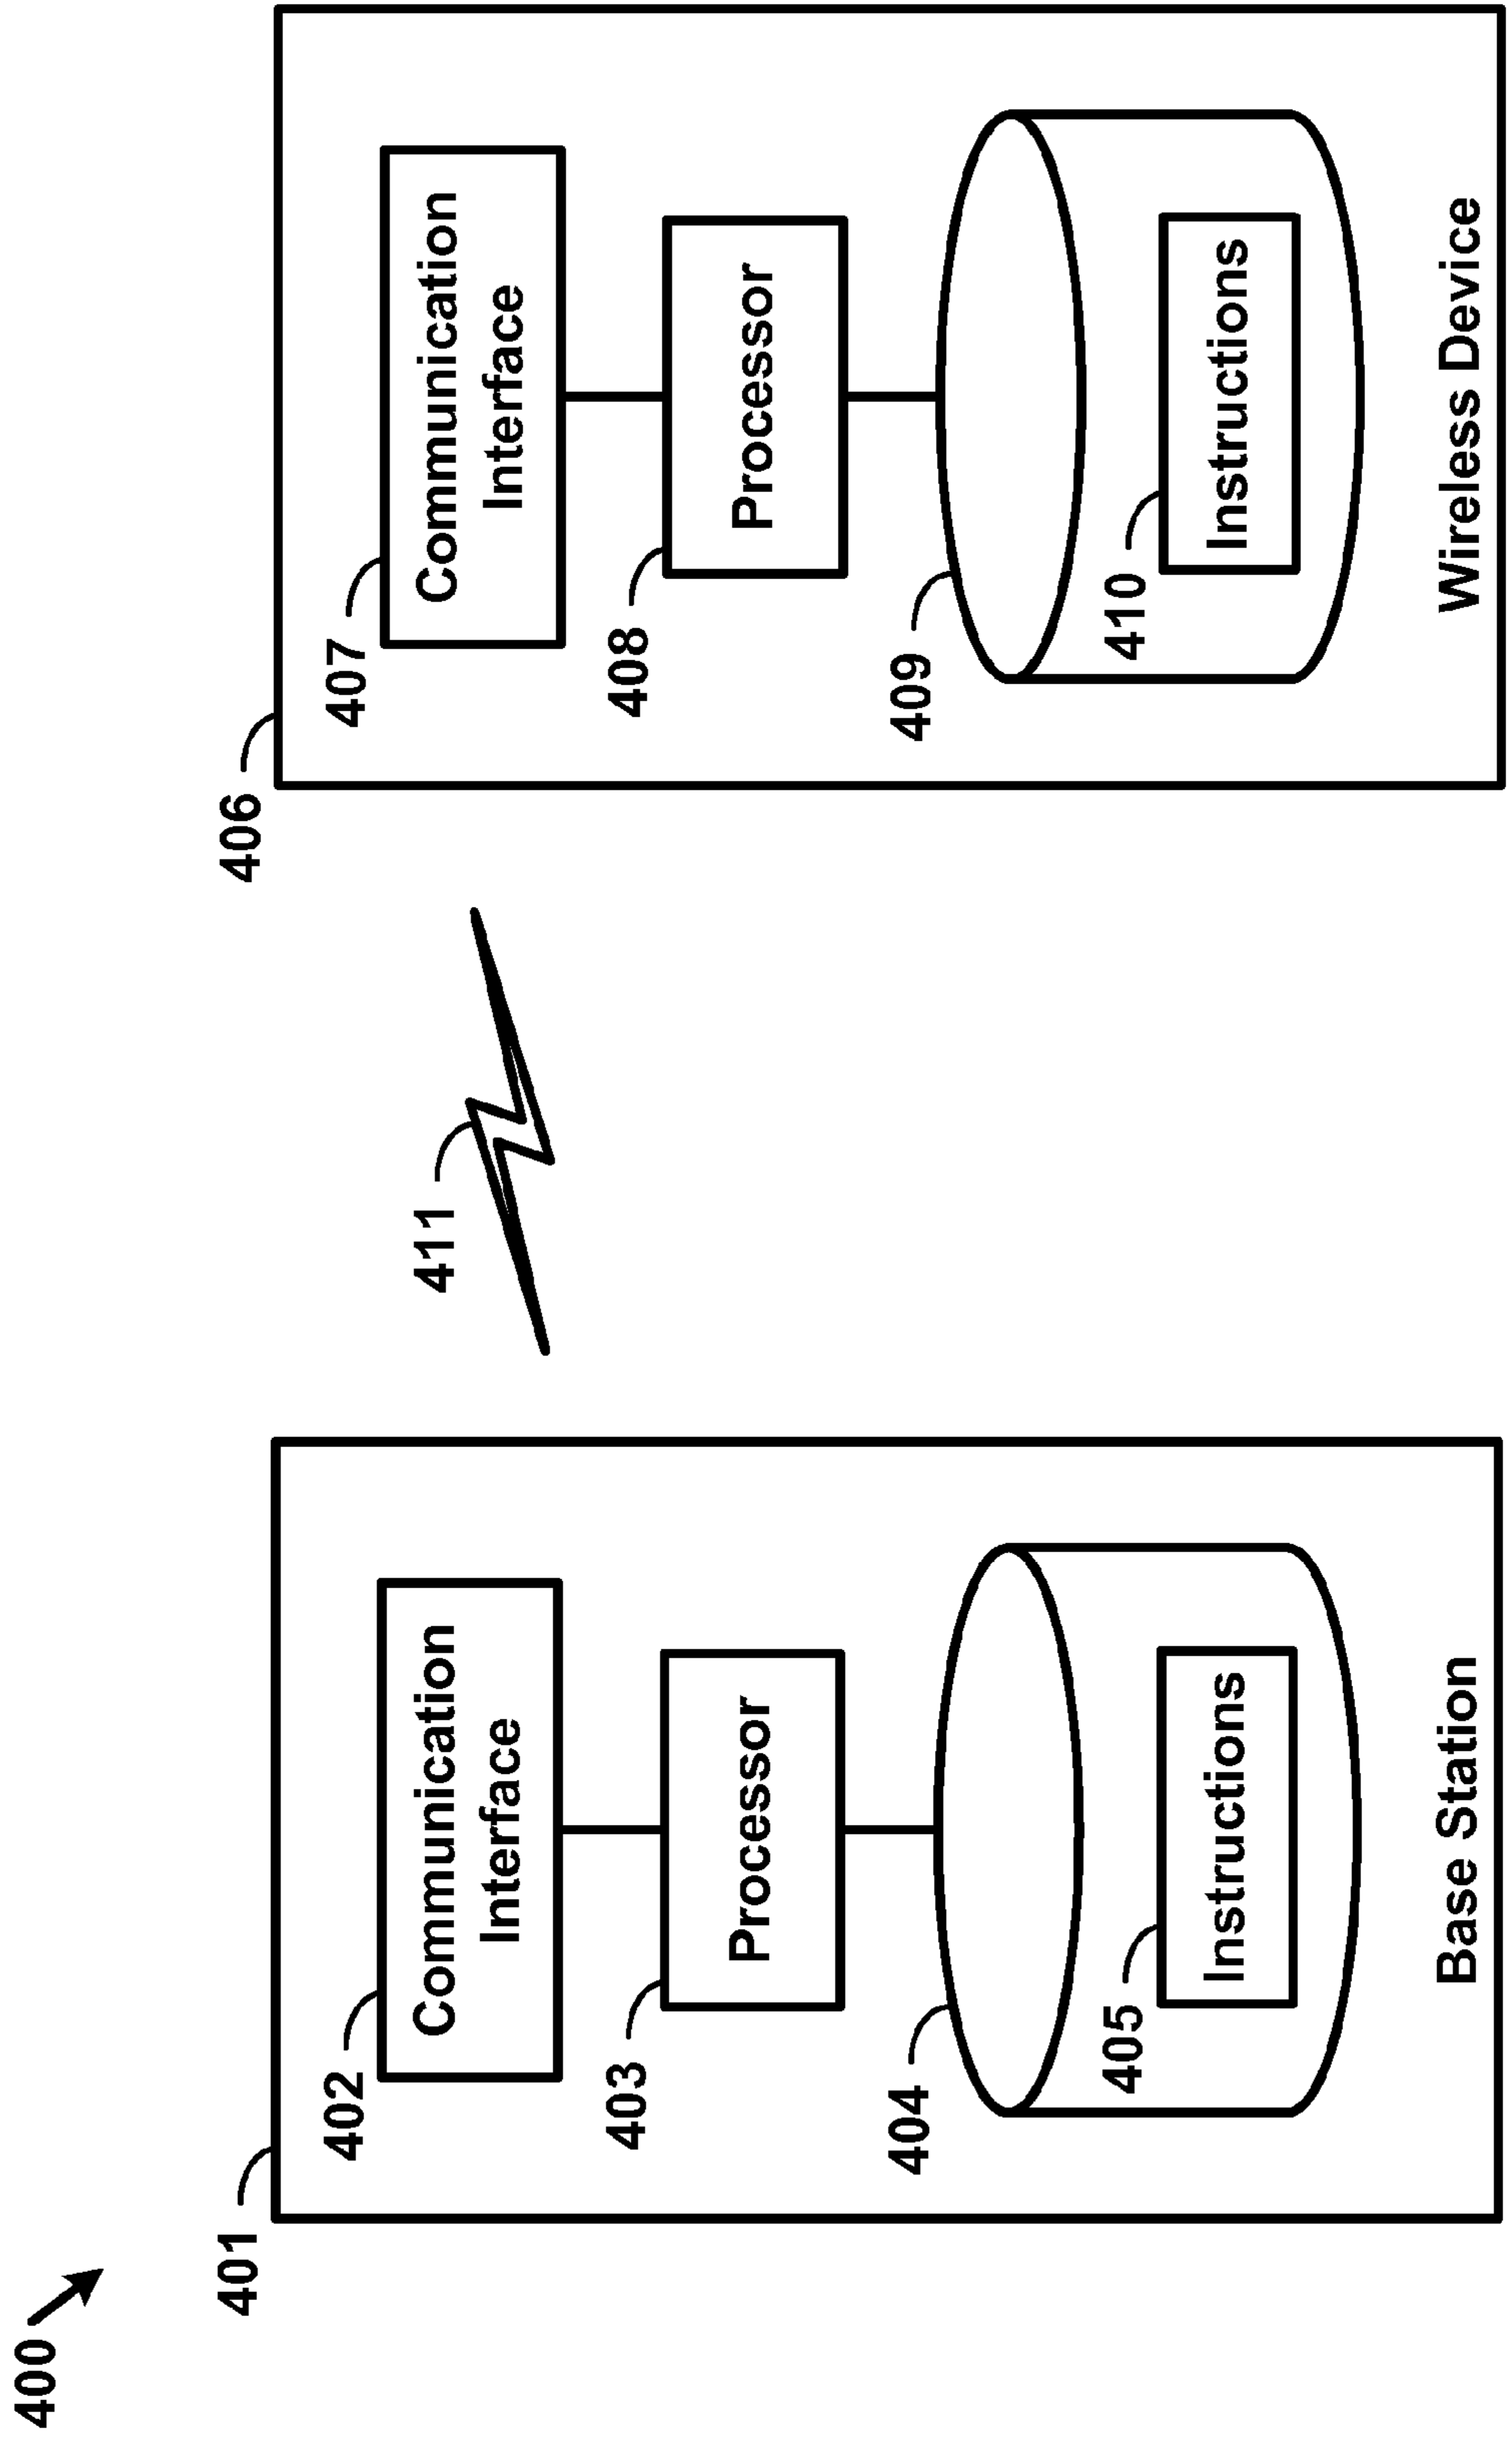 400
401
402
Communication
Interface
403
Processor
404
405
Instructions
Base Station
411
406
407
Communication
Interface
408
Processor
409
410
Instructions
Wireless Device